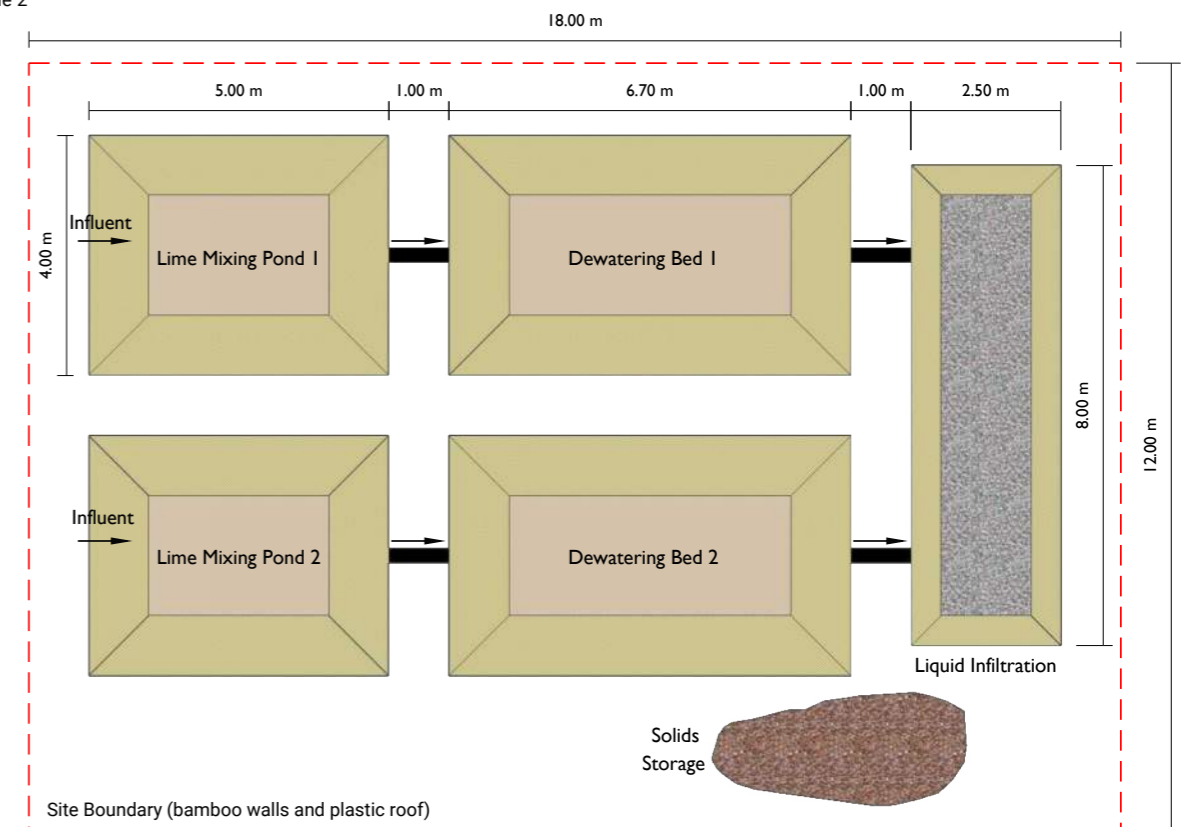 18.00 m
5.00 m
1.00 m
6.70 m
1.00 m
2.50 m
Influent
4.00 m
Lime Mixing Pond 1
Dewatering Bed 1
8.00 m
12.00 m
Influent
Lime Mixing Pond 2
Dewatering Bed 2
Liquid Infiltration
Solids
Storage
Site Boundary (bamboo walls and plastic roof)